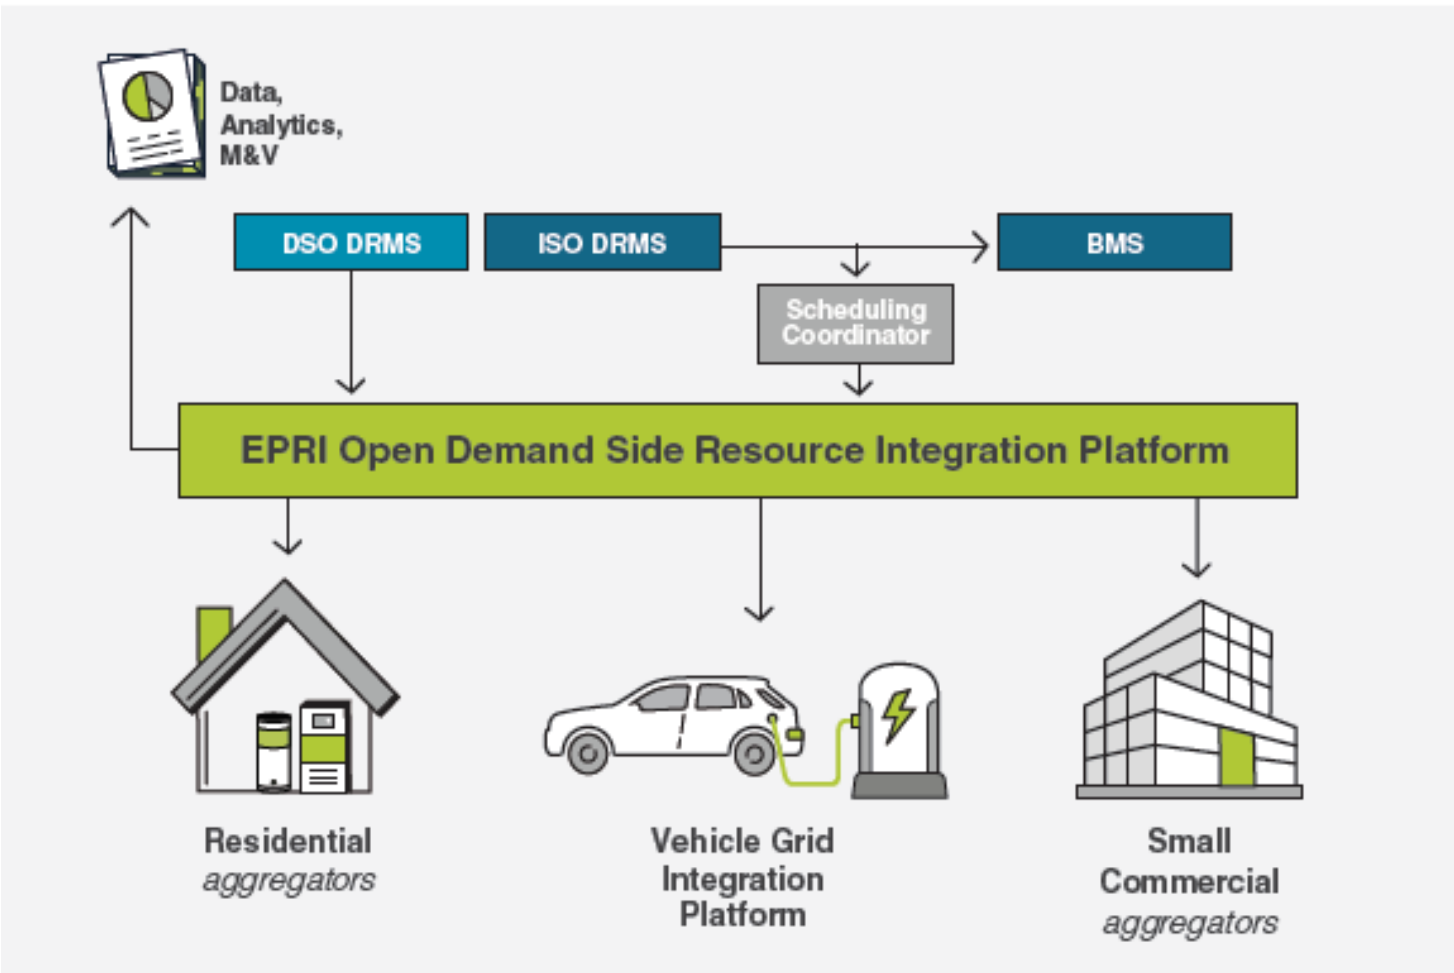 Data,
Analytics,
M&V
DSO DRMS
ISO DRMS
BMS
Scheduling
Coordinator
EPRI Open Demand Side Resource Integration Platform
Residential
aggregators
Vehicle Grid
Integration
Platform
Small
Commercial
aggregators